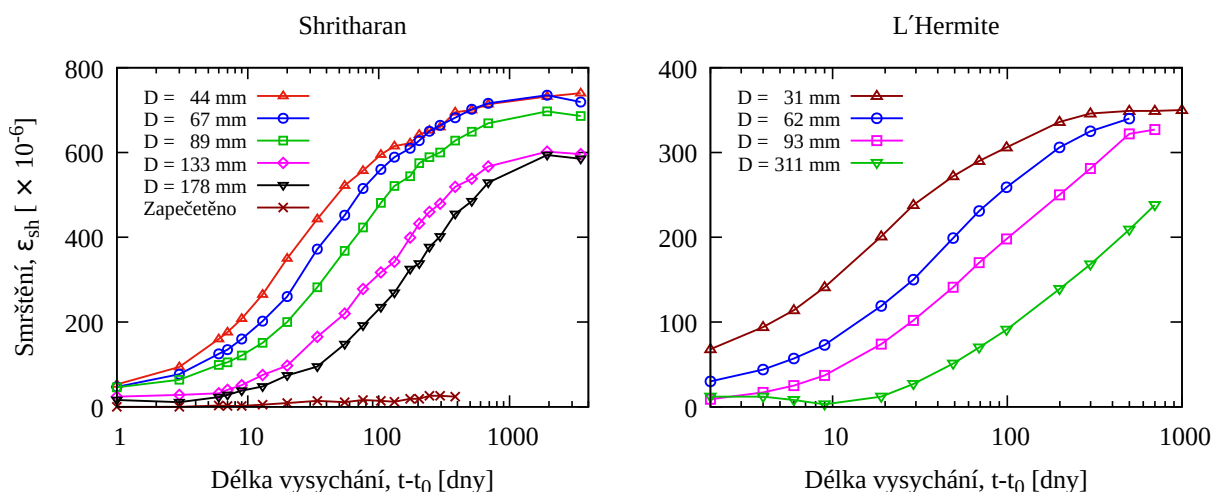 Shritharan
Smrštění, εsh [ × 10-6]
800
600
400
200
0
D = 44 mm
D = 67 mm
D = 89 mm
D = 133 mm
D = 178 mm
Zapečetěno
1 10 100 1000
Délka vysychání, t-t0 [dny]
L´Hermite
400
300
200
100
0
D = 31 mm
D = 62 mm
D = 93 mm
D = 311 mm
10 100 1000
Délka vysychání, t-t0 [dny]